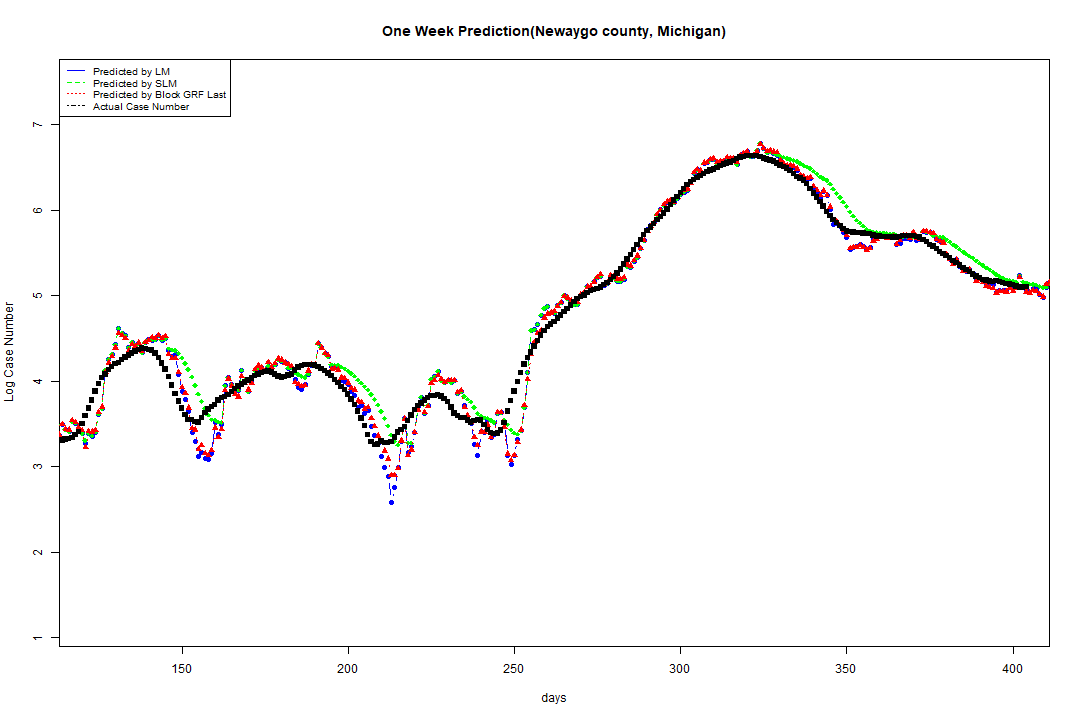 One Week Prediction(Newaygo county, Michigan)
Predicted by LM
Predicted by SLM
Predicted by Block GRF Last
Actual Case Number
7
6
5
4
3
2
1
Log Case Number
150 200 250 300 350 400
days